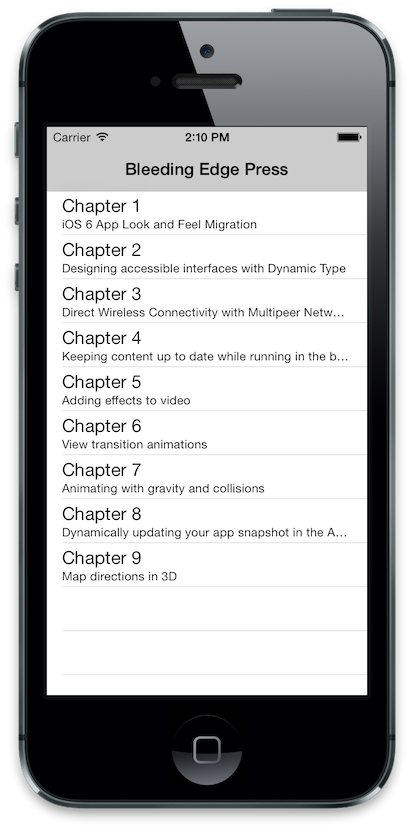 Carrier 2:10 PM
Bleeding Edge Press
Chapter 1
iOS 6 App Look and Feel Migration
Chapter 2
Designing accessible interfaces with Dynamic Type
Chapter 3
Direct Wireless Connectivity with Multipeer Netw…
Chapter 4
Keeping content up to date while running in the b…
Chapter 5
Adding effects to video
Chapter 6
View transition animations
Chapter 7
Animating with gravity and collisions
Chapter 8
Dynamically updating your app snapshot in the A…
Chapter 9
Map directions in 3D